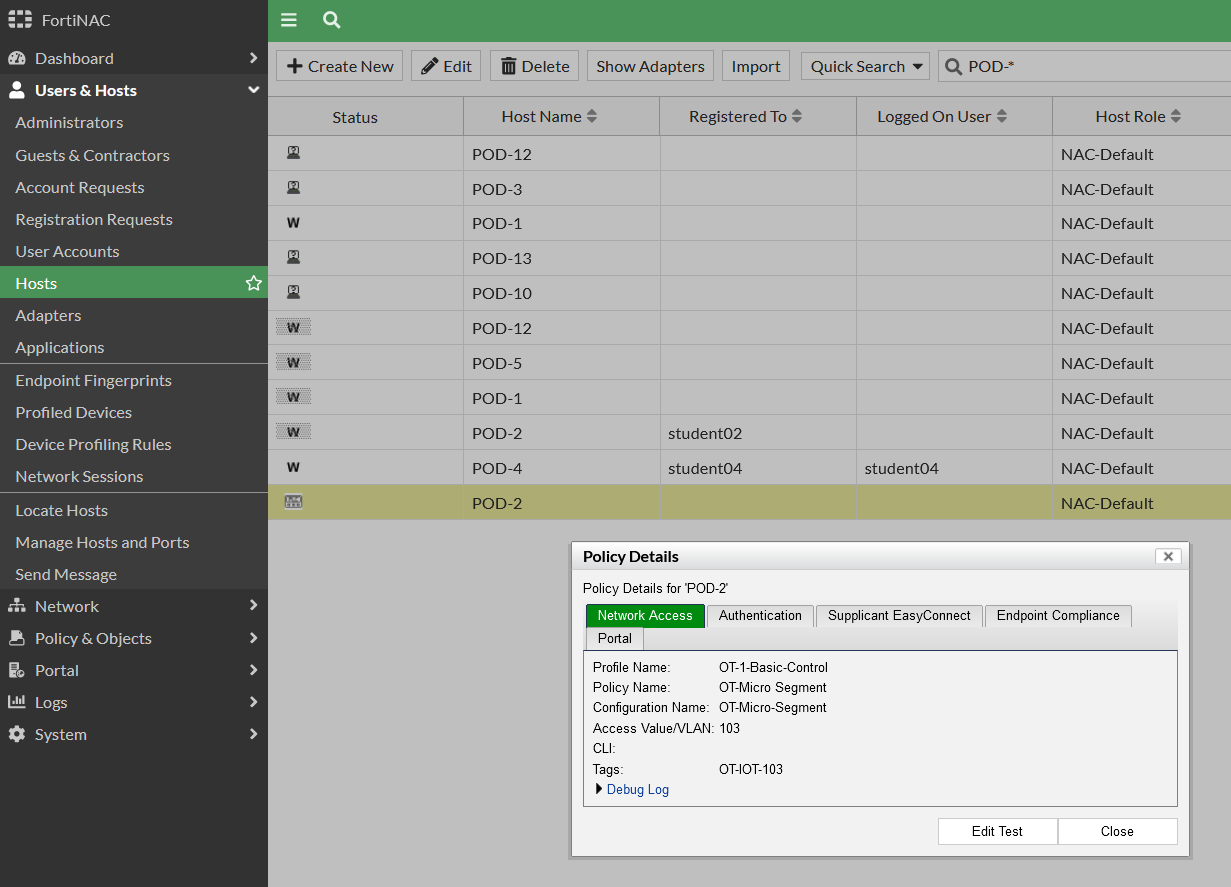 FortiNAC
Dashboard
Users & Hosts
Administrators
Guests & Contractors
Account Requests
Registration Requests
User Accounts
Hosts
Adapters
Applications
Endpoint Fingerprints
Profiled Devices
Device Profiling Rules
Network Sessions
Locate Hosts
Manage Hosts and Ports
Send Message
Network
Policy & Objects
Portal
Logs
System
Create New Edit Delete Show Adapters Import Quick Search POD-*
Status Host Name Registered To Logged On User Host Role
POD-12 NAC-Default
POD-3 NAC-Default
W POD-1 NAC-Default
POD-13 NAC-Default
POD-10 NAC-Default
W POD-12 NAC-Default
W POD-5 NAC-Default
W POD-1 NAC-Default
W POD-2 student02 NAC-Default
W POD-4 student04 student04 NAC-Default
POD-2 NAC-Default
Policy Details
Policy Details for 'POD-2'
Network Access Authentication Supplicant EasyConnect Endpoint Compliance
Portal
Profile Name: OT-1-Basic-Control
Policy Name: OT-Micro Segment
Configuration Name: OT-Micro-Segment
Access Value/VLAN: 103
CLI:
Tags: OT-IOT-103
Debug Log
Edit Test Close